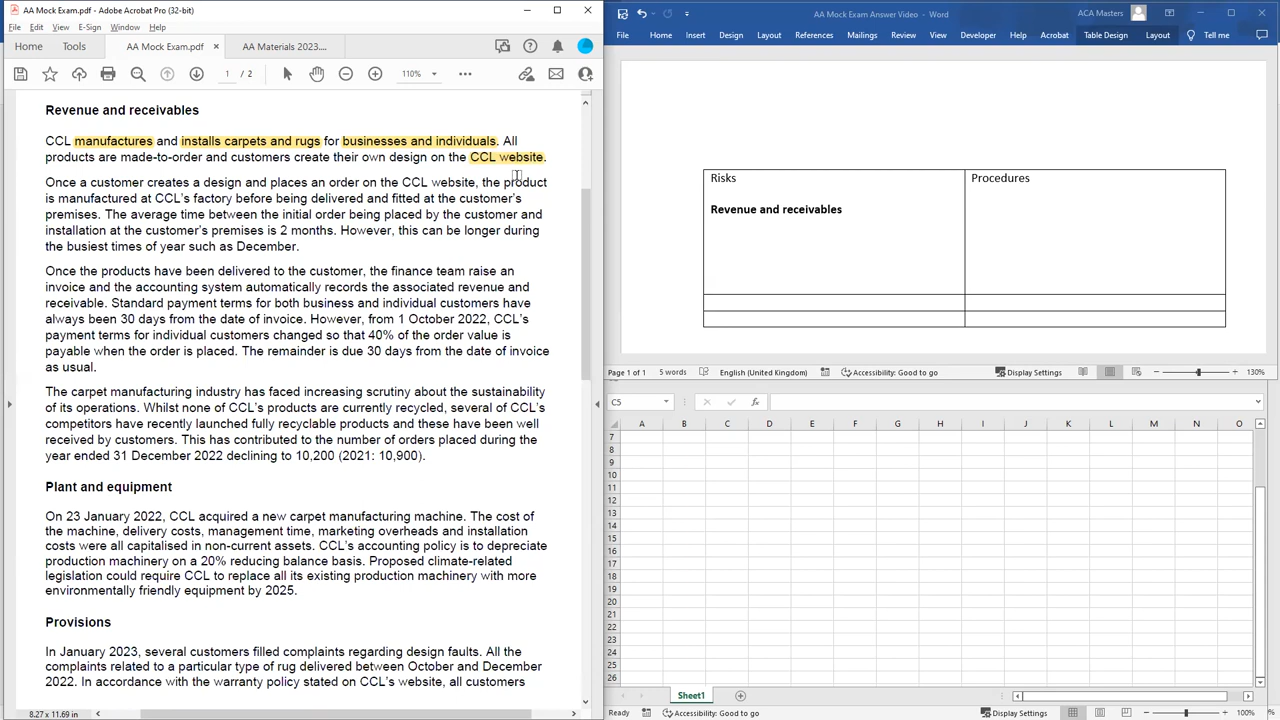 AA Mock Exam.pdf - Adobe Acrobat Pro (32-bit)
File Edit View E-Sign Window Help
Home Tools AA Mock Exam.pdf × AA Materials 2023....
1 / 2 110%
Revenue and receivables
CCL manufactures and installs carpets and rugs for businesses and individuals. All
products are made-to-order and customers create their own design on the CCL website.
Once a customer creates a design and places an order on the CCL website, the product
is manufactured at CCL's factory before being delivered and fitted at the customer's
premises. The average time between the initial order being placed by the customer and
installation at the customer's premises is 2 months. However, this can be longer during
the busiest times of year such as December.
Once the products have been delivered to the customer, the finance team raise an
invoice and the accounting system automatically records the associated revenue and
receivable. Standard payment terms for both business and individual customers have
always been 30 days from the date of invoice. However, from 1 October 2022, CCL's
payment terms for individual customers changed so that 40% of the order value is
payable when the order is placed. The remainder is due 30 days from the date of invoice
as usual.
The carpet manufacturing industry has faced increasing scrutiny about the sustainability
of its operations. Whilst none of CCL's products are currently recycled, several of CCL's
competitors have recently launched fully recyclable products and these have been well
received by customers. This has contributed to the number of orders placed during the
year ended 31 December 2022 declining to 10,200 (2021: 10,900).
Plant and equipment
On 23 January 2022, CCL acquired a new carpet manufacturing machine. The cost of
the machine, delivery costs, management time, marketing overheads and installation
costs were all capitalised in non-current assets. CCL's accounting policy is to depreciate
production machinery on a 20% reducing balance basis. Proposed climate-related
legislation could require CCL to replace all its existing production machinery with more
environmentally friendly equipment by 2025.
Provisions
In January 2023, several customers filled complaints regarding design faults. All the
complaints related to a particular type of rug delivered between October and December
2022. In accordance with the warranty policy stated on CCL's website, all customers
8.27 x 11.69 in
AA Mock Exam Answer Video - Word
ACA Masters
File Home Insert Design Layout References Mailings Review View Developer Help Acrobat Table Design Layout Tell me
Risks Procedures
Revenue and receivables
Page 1 of 1 5 words English (United Kingdom) Accessibility: Good to go Display Settings 130%
C5 fx
A B C D E F G H I J K L M N O
7
8
9
10
11
12
13
14
15
16
17
18
19
20
21
22
23
24
25
26
Sheet1
Ready Accessibility: Good to go Display Settings 100%